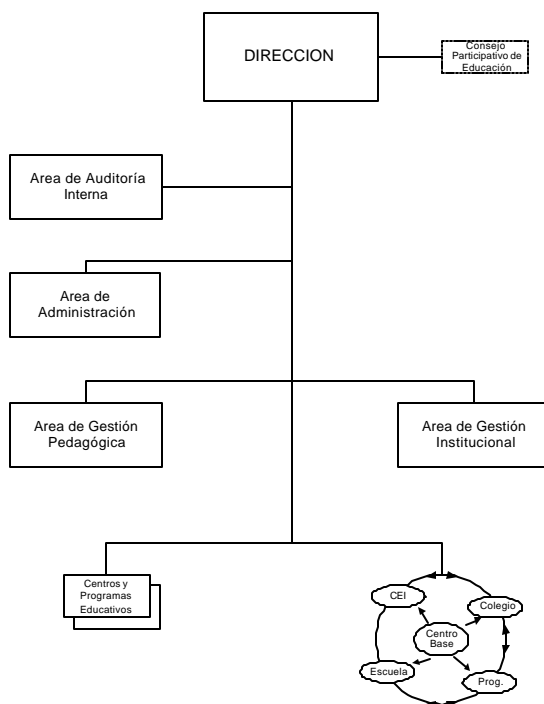 DIRECCION
Consejo
Participativo de
Educación
Area de Auditoría
Interna
Area de
Administración
Area de Gestión
Pedagógica
Area de Gestión
Institucional
Centros y
Programas
Educativos
CEI
Colegio
Centro
Base
Escuela
Prog.